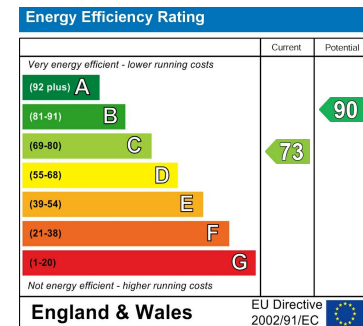 Energy Efficiency Rating
Current Potential
Very energy efficient - lower running costs
(92 plus) A
(81-91) B
(69-80) C
(55-68) D
(39-54) E
(21-38) F
(1-20) G
73
90
Not energy efficient - higher running costs
England & Wales
EU Directive
2002/91/EC